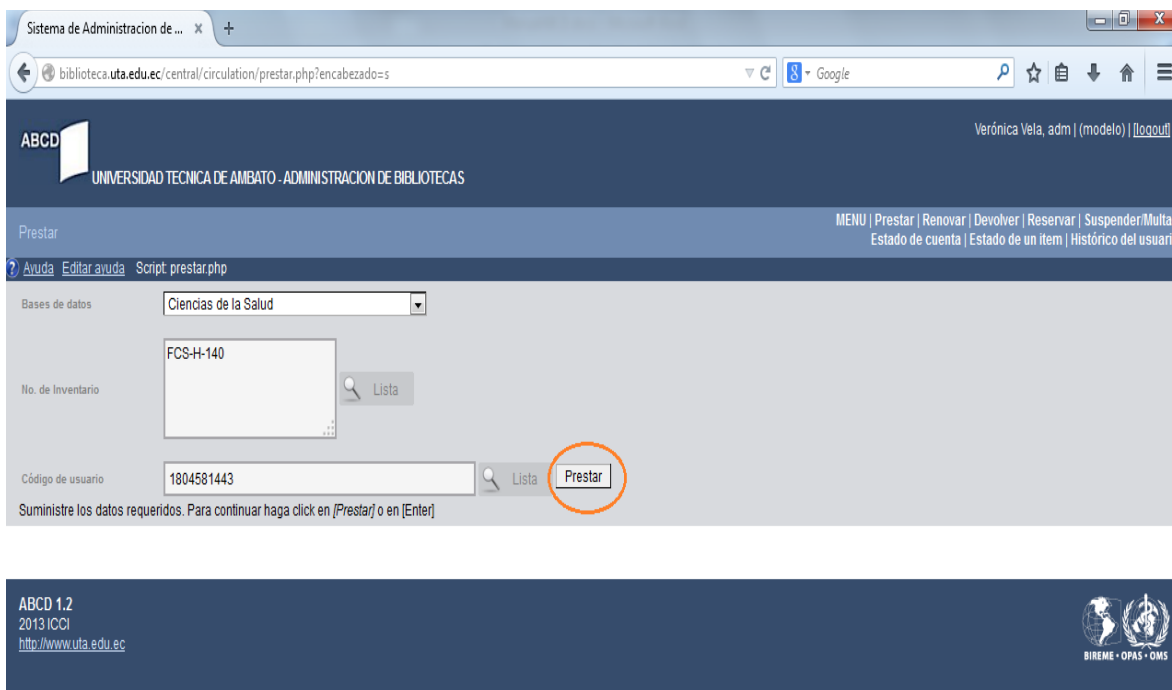 Sistema de Administracion de ... × +
biblioteca.uta.edu.ec/central/circulation/prestar.php?encabezado=s
8 Google
ABCD
Verónica Vela, adm | (modelo) | [logout]
UNIVERSIDAD TECNICA DE AMBATO - ADMINISTRACION DE BIBLIOTECAS
Prestar
MENU | Prestar | Renovar | Devolver | Reservar | Suspender/Multa
Estado de cuenta | Estado de un item | Histórico del usuari
? Ayuda Editar ayuda Script: prestar.php
Bases de datos Ciencias de la Salud
No. de Inventario FCS-H-140 Lista
Código de usuario 1804581443 Lista Prestar
Suministre los datos requeridos. Para continuar haga click en [Prestar] o en [Enter]
ABCD 1.2
2013 ICCI
http://www.uta.edu.ec
BIREME • OPAS • OMS